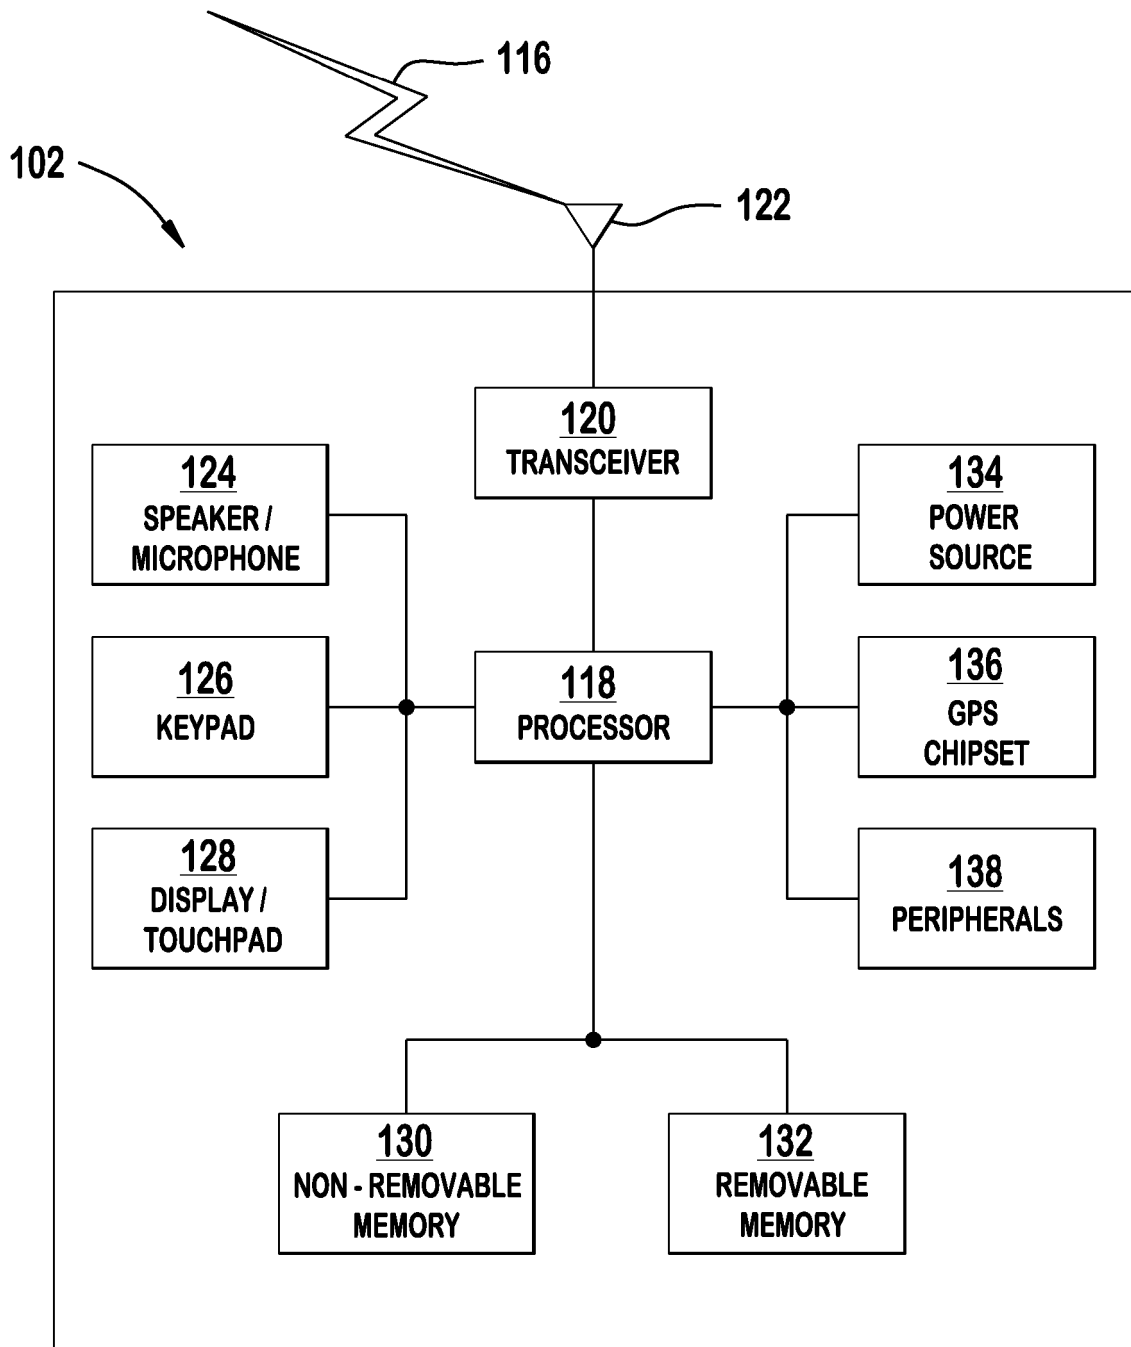 116
102
122
120
TRANSCEIVER
124
SPEAKER /
MICROPHONE
134
POWER
SOURCE
126
KEYPAD
118
PROCESSOR
136
GPS
CHIPSET
128
DISPLAY /
TOUCHPAD
138
PERIPHERALS
130
NON - REMOVABLE
MEMORY
132
REMOVABLE
MEMORY